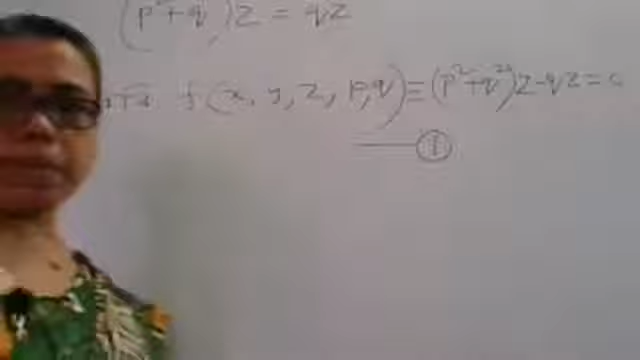 (p²+q²)z = qz
f(x, y, z, p, q) ≡ (p²+q²)z-qz=0
①